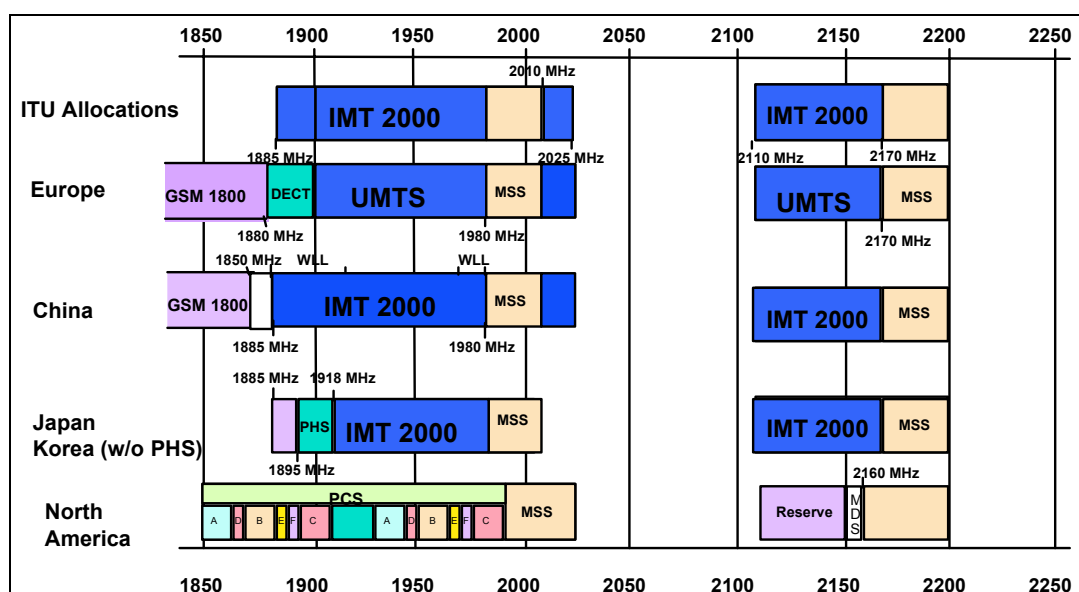 1850 1900 1950 2000 2050 2100 2150 2200 2250
2010 MHz
ITU Allocations
IMT 2000
IMT 2000
1885 MHz
2025 MHz
2110 MHz
2170 MHz
Europe
GSM 1800
DECT
UMTS
MSS
UMTS
MSS
1880 MHz
1980 MHz
2170 MHz
1850 MHz
WLL
WLL
China
GSM 1800
IMT 2000
MSS
IMT 2000
MSS
1885 MHz
1980 MHz
1885 MHz
1918 MHz
Japan
Korea (w/o PHS)
PHS
IMT 2000
MSS
IMT 2000
MSS
1895 MHz
2160 MHz
PCS
North
America
A D B E F C A D B E F C
MSS
Reserve
M
D
S
1850 1900 1950 2000 2050 2100 2150 2200 2250